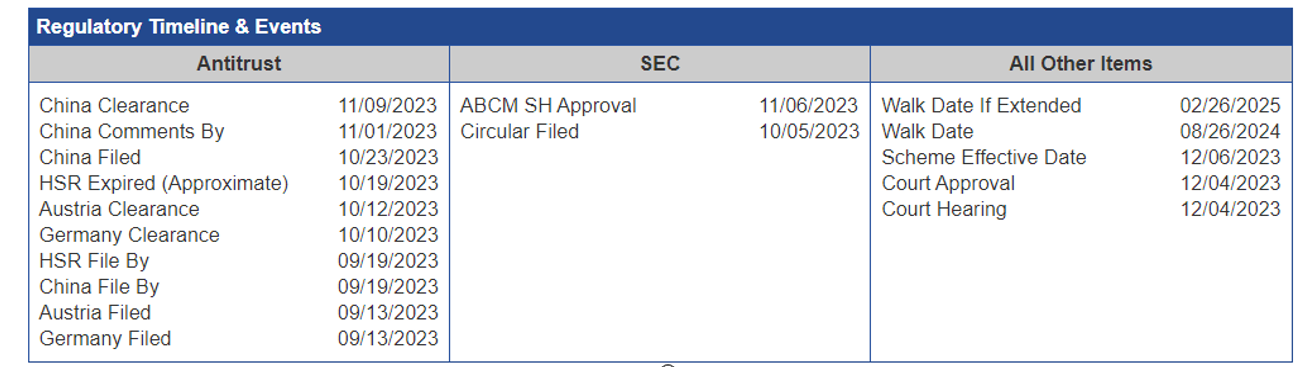 Regulatory Timeline & Events
Antitrust
China Clearance 11/09/2023
China Comments By 11/01/2023
China Filed 10/23/2023
HSR Expired (Approximate) 10/19/2023
Austria Clearance 10/12/2023
Germany Clearance 10/10/2023
HSR File By 09/19/2023
China File By 09/19/2023
Austria Filed 09/13/2023
Germany Filed 09/13/2023
SEC
ABCM SH Approval 11/06/2023
Circular Filed 10/05/2023
All Other Items
Walk Date If Extended 02/26/2025
Walk Date 08/26/2024
Scheme Effective Date 12/06/2023
Court Approval 12/04/2023
Court Hearing 12/04/2023